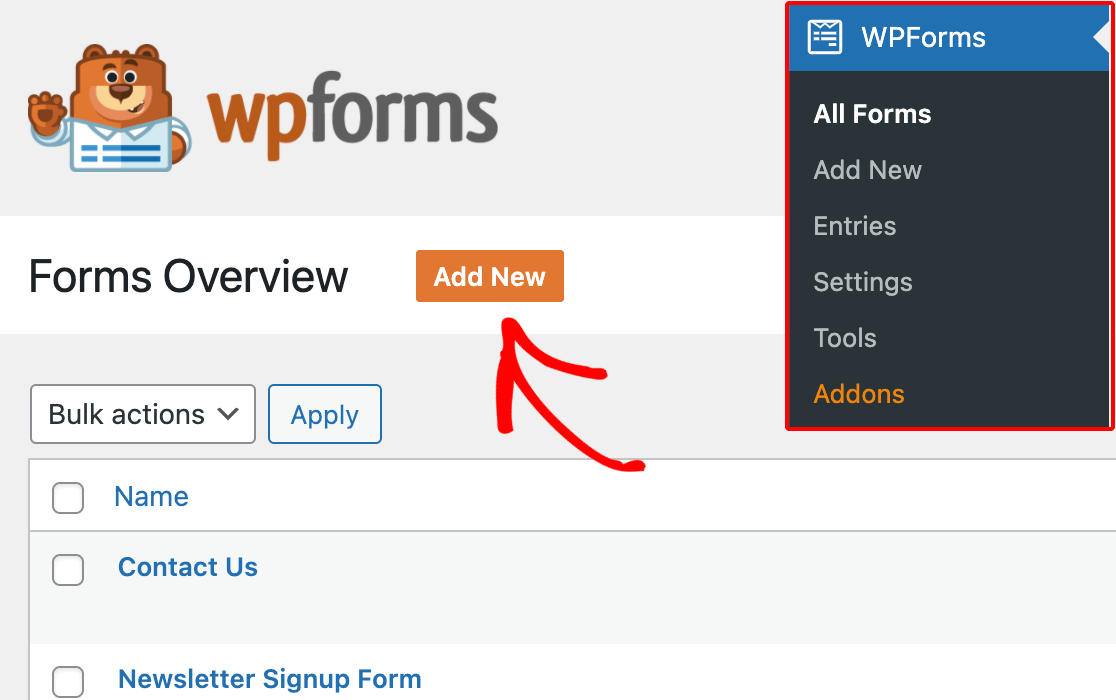 wpforms
WPForms
All Forms
Add New
Entries
Settings
Tools
Addons
Forms Overview
Add New
Bulk actions
Apply
Name
Contact Us
Newsletter Signup Form